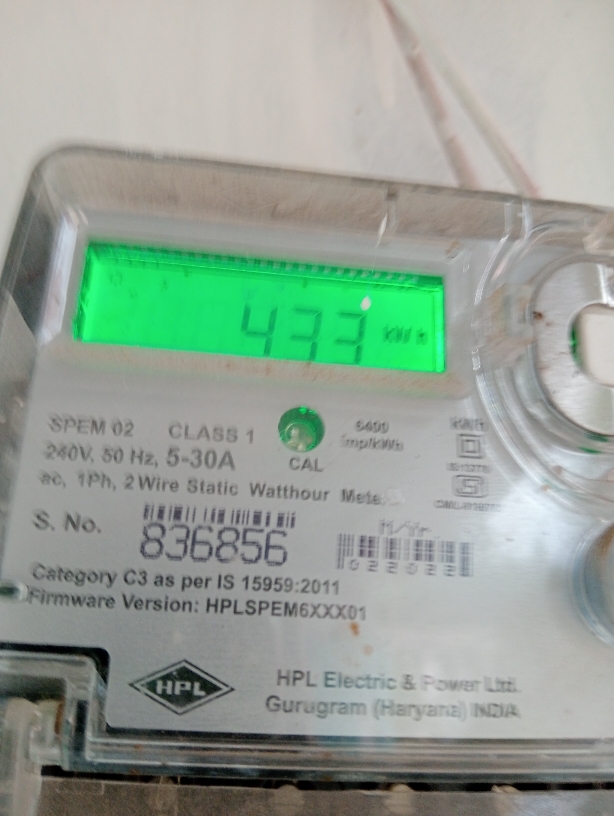 433 kWh
SPEM 02 CLASS 1 6400
240V, 50 Hz, 5-30A imp/kWh
CAL
ac, 1Ph, 2 Wire Static Watthour Meter
S. No. 836856
M/Yr.
022022
Category C3 as per IS 15959:2011
Firmware Version: HPLSPEM6XXX01
HPL
HPL Electric & Power Ltd.
Gurugram (Haryana) INDIA